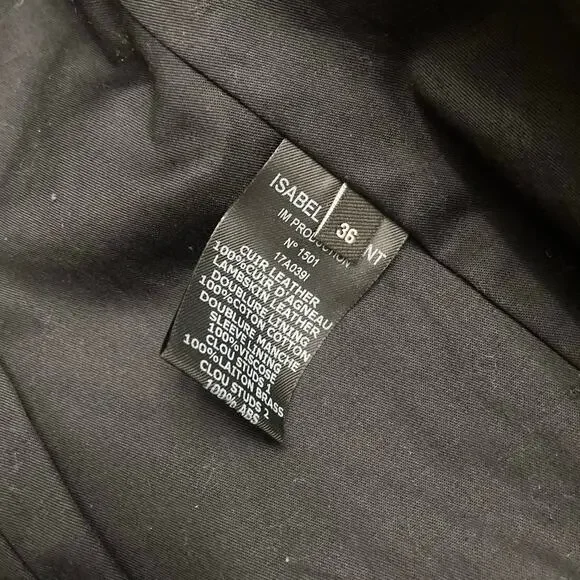 ISABEL NT
36
IM PRODUCTION
N° 1501
17A039I
CUIR LEATHER
100%CUIR D'AGNEAU
LAMBSKIN LEATHER
DOUBLURE/LINING
100%COTON COTTON
DOUBLURE MANCHE
SLEEVE LINING
100%VISCOSE
CLOU STUDS 1
100%LAITON BRASS
CLOU STUDS 2
100% ABS